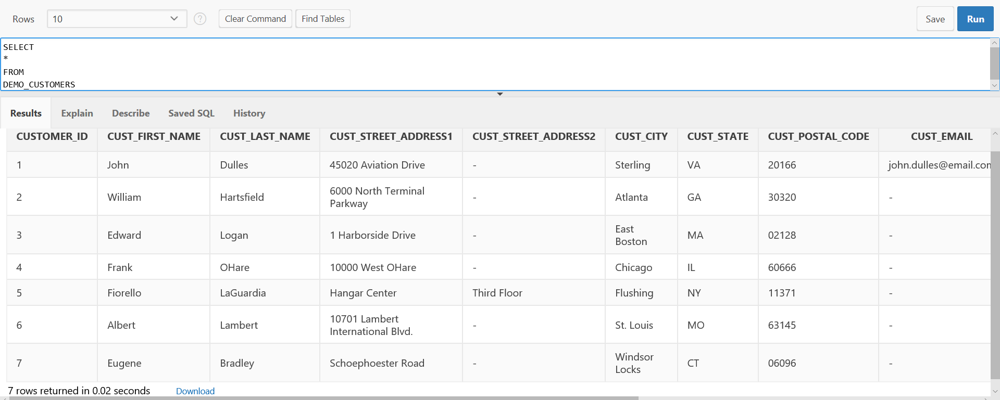 Rows 10 ? Clear Command Find Tables Save Run
SELECT
*
FROM
DEMO_CUSTOMERS
Results Explain Describe Saved SQL History
CUSTOMER_ID CUST_FIRST_NAME CUST_LAST_NAME CUST_STREET_ADDRESS1 CUST_STREET_ADDRESS2 CUST_CITY CUST_STATE CUST_POSTAL_CODE CUST_EMAIL
1 John Dulles 45020 Aviation Drive - Sterling VA 20166 john.dulles@email.com
2 William Hartsfield 6000 North Terminal
Parkway - Atlanta GA 30320 -
3 Edward Logan 1 Harborside Drive - East
Boston MA 02128 -
4 Frank OHare 10000 West OHare - Chicago IL 60666 -
5 Fiorello LaGuardia Hangar Center Third Floor Flushing NY 11371 -
6 Albert Lambert 10701 Lambert
International Blvd. - St. Louis MO 63145 -
7 Eugene Bradley Schoephoester Road - Windsor
Locks CT 06096 -
7 rows returned in 0.02 seconds Download